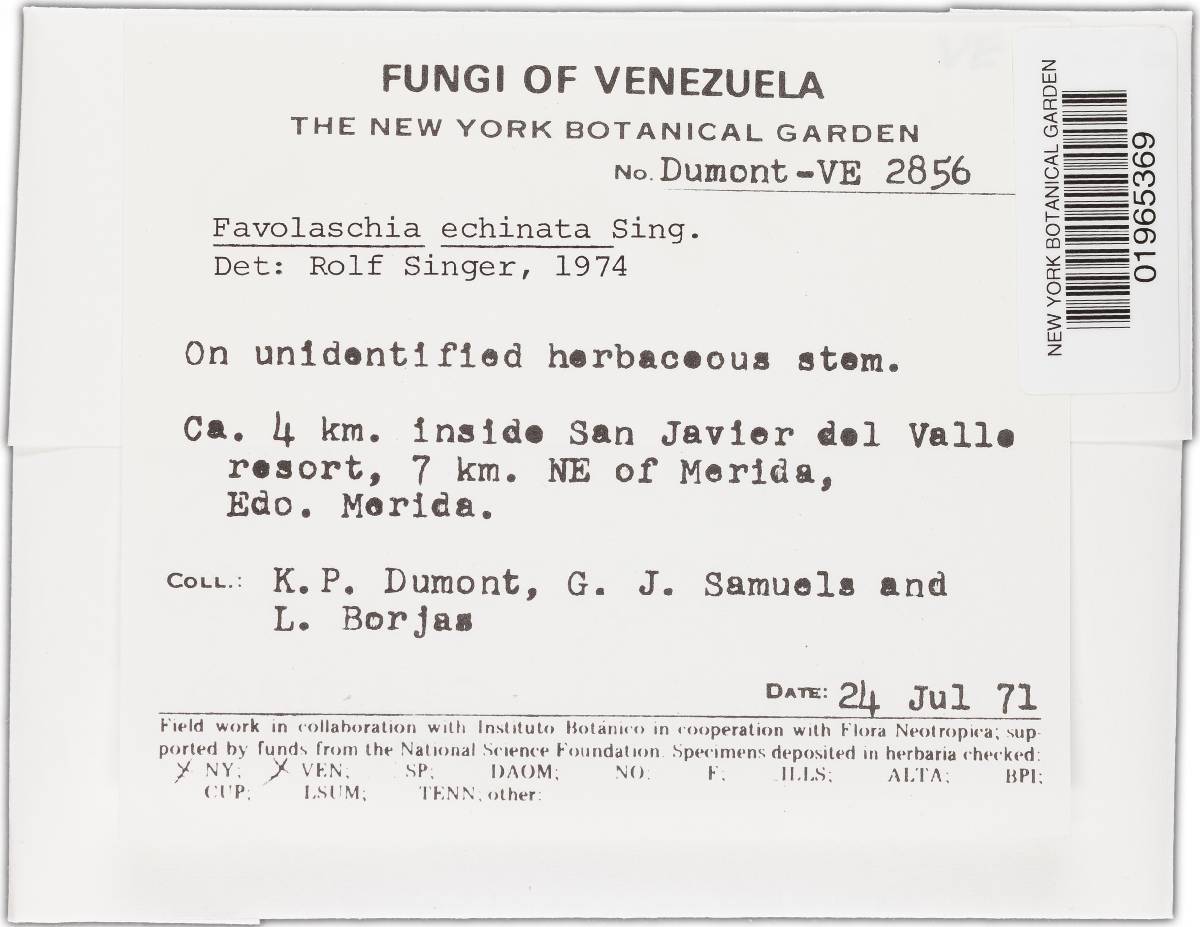 FUNGI OF VENEZUELA
THE NEW YORK BOTANICAL GARDEN
No. Dumont-VE 2856
Favolaschia echinata Sing.
Det: Rolf Singer, 1974
On unidentified herbaceous stem.
Ca. 4 km. inside San Javier del Valle
resort, 7 km. NE of Merida,
Edo. Merida.
COLL.: K.P. Dumont, G. J. Samuels and
L. Borjas
DATE: 24 Jul 71
Field work in collaboration with Instituto Botánico in cooperation with Flora Neotropica; sup-
ported by funds from the National Science Foundation. Specimens deposited in herbaria checked:
X NY; X VEN; SP; DAOM; NO; F; ILLS; ALTA; BPI;
CUP; LSUM; TENN; other:
NEW YORK BOTANICAL GARDEN
01965369